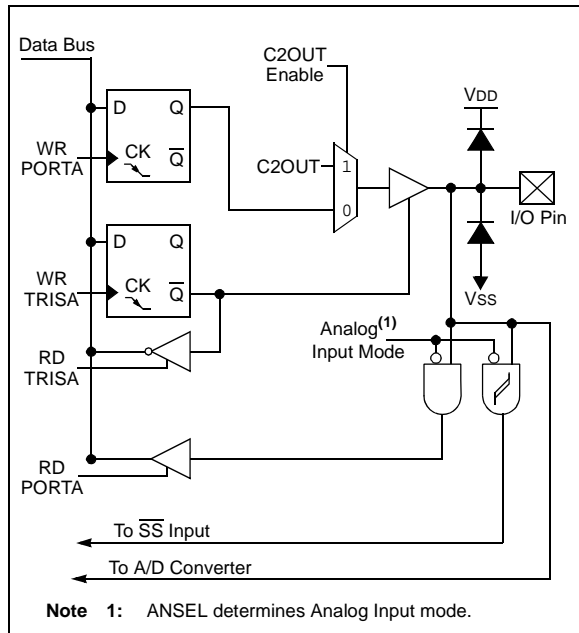 Data Bus
C2OUT
Enable
VDD
D Q
WR
PORTA
CK Q̅
C2OUT
1
0
I/O Pin
D Q
WR
TRISA
CK Q̅
VSS
Analog(1)
Input Mode
RD
TRISA
RD
PORTA
To S̅S̅ Input
To A/D Converter
Note 1: ANSEL determines Analog Input mode.